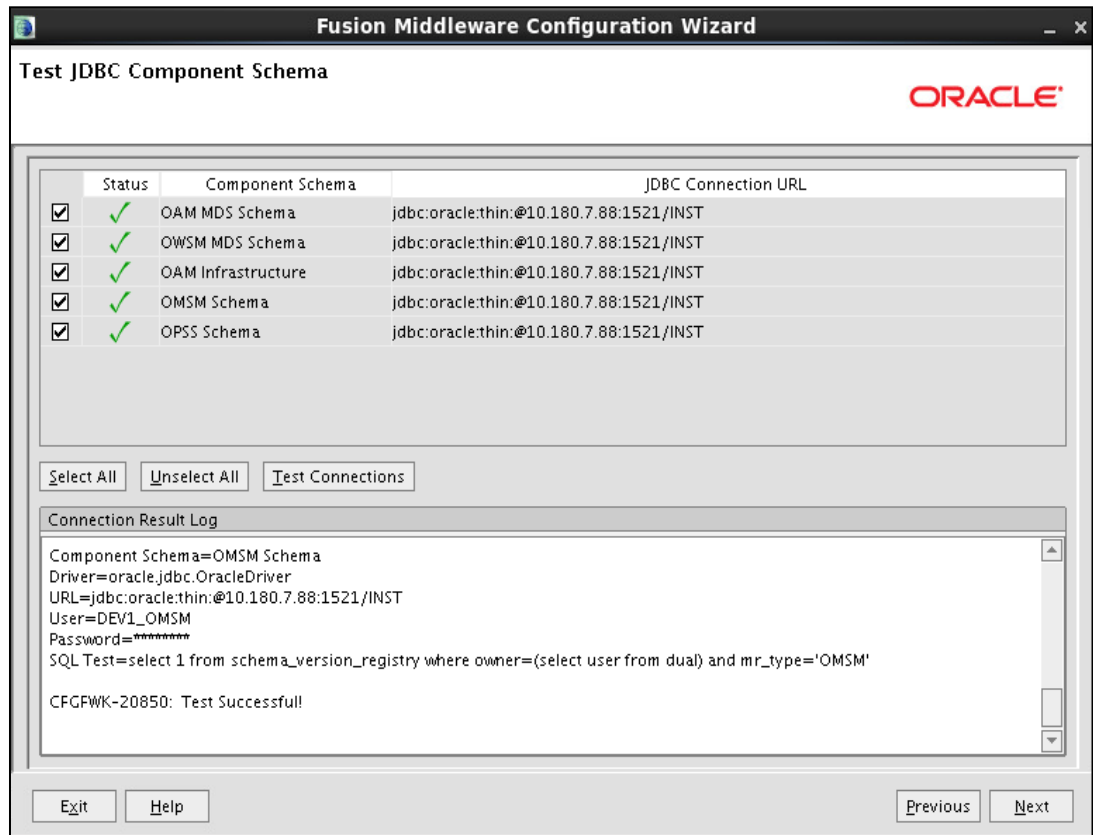 Fusion Middleware Configuration Wizard
Test JDBC Component Schema
ORACLE
Status Component Schema JDBC Connection URL
OAM MDS Schema jdbc:oracle:thin:@10.180.7.88:1521/INST
OWSM MDS Schema jdbc:oracle:thin:@10.180.7.88:1521/INST
OAM Infrastructure jdbc:oracle:thin:@10.180.7.88:1521/INST
OMSM Schema jdbc:oracle:thin:@10.180.7.88:1521/INST
OPSS Schema jdbc:oracle:thin:@10.180.7.88:1521/INST
Select All Unselect All Test Connections
Connection Result Log
Component Schema=OMSM Schema
Driver=oracle.jdbc.OracleDriver
URL=jdbc:oracle:thin:@10.180.7.88:1521/INST
User=DEV1_OMSM
Password=********
SQL Test=select 1 from schema_version_registry where owner=(select user from dual) and mr_type='OMSM'
CFGFWK-20850:  Test Successful!
Exit Help Previous Next